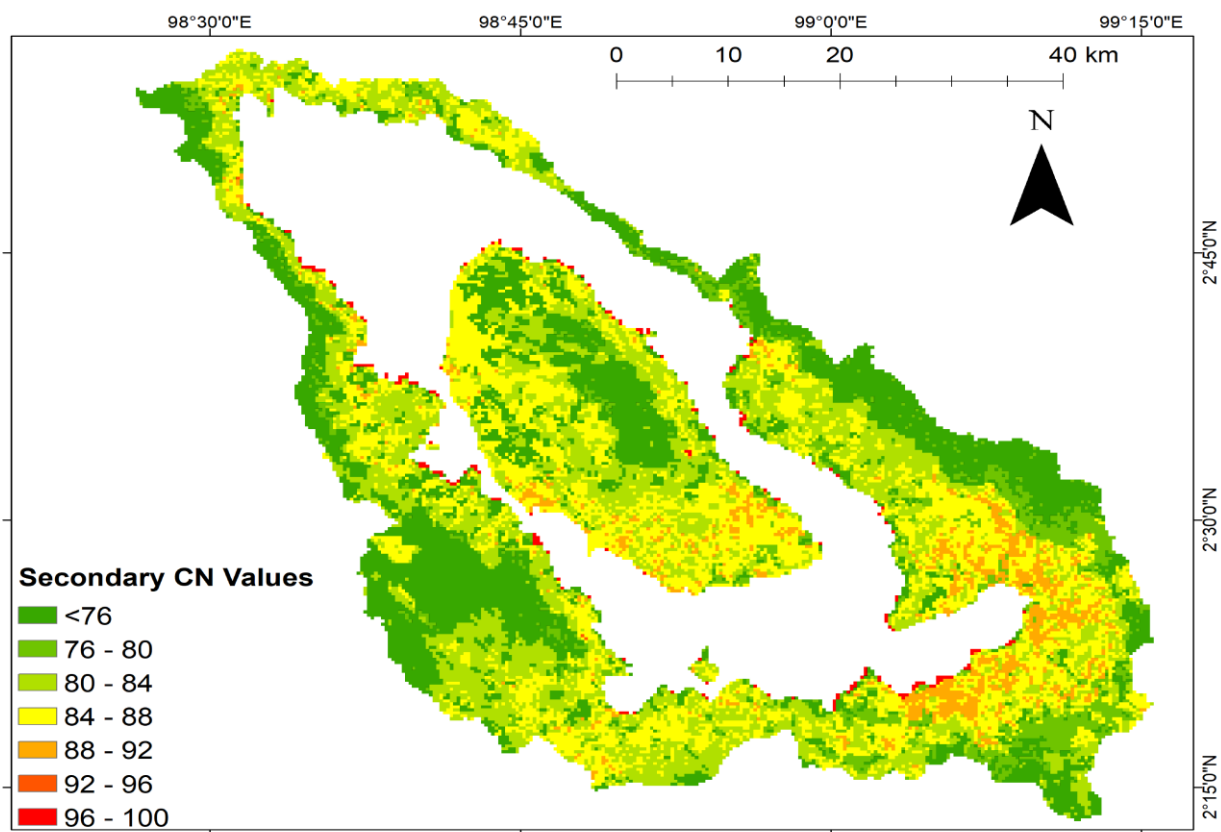 98°30'0"E 98°45'0"E 99°0'0"E 99°15'0"E
0 10 20 40 km
N
2°45'0"N
2°30'0"N
2°15'0"N
Secondary CN Values
<76
76 - 80
80 - 84
84 - 88
88 - 92
92 - 96
96 - 100